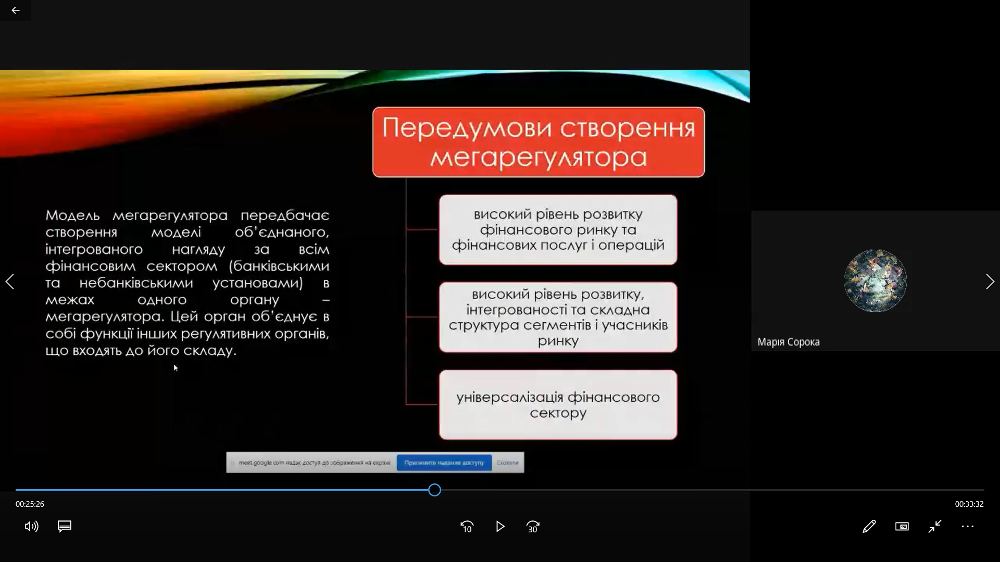 Передумови створення
мегарегулятора
Модель мегарегулятора передбачає
створення моделі об’єднаного,
інтегрованого нагляду за всім
фінансовим сектором (банківськими
та небанківськими установами) в
межах одного органу –
мегарегулятора. Цей орган об’єднує в
собі функції інших регулятивних органів,
що входять до його складу.
високий рівень розвитку
фінансового ринку та
фінансових послуг і операцій
високий рівень розвитку,
інтегрованості та складна
структура сегментів і учасників
ринку
універсалізація фінансового
сектору
Марія Сорока
meet.google.com надає доступ до зображення на екрані
Припинити надання доступу
Сховати
00:25:26
00:33:32
10
30